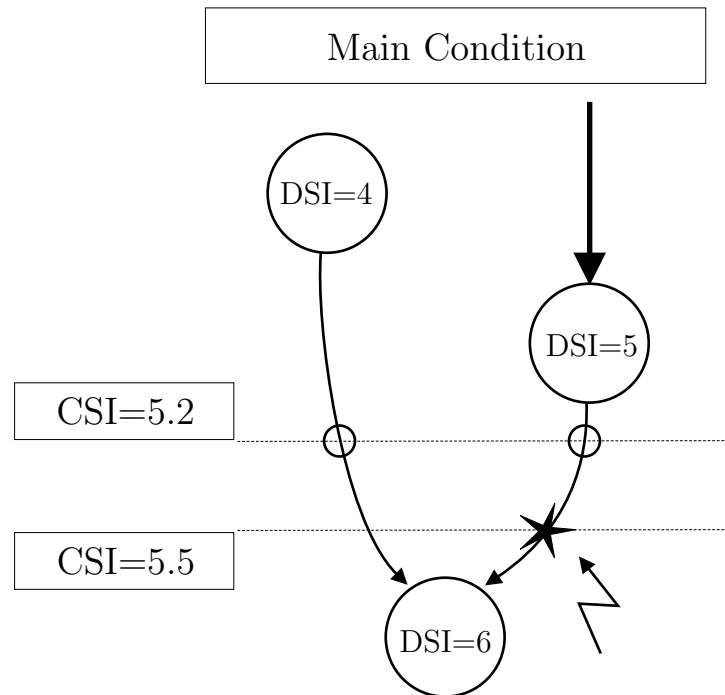 Main Condition
DSI=4
DSI=5
CSI=5.2
CSI=5.5
DSI=6